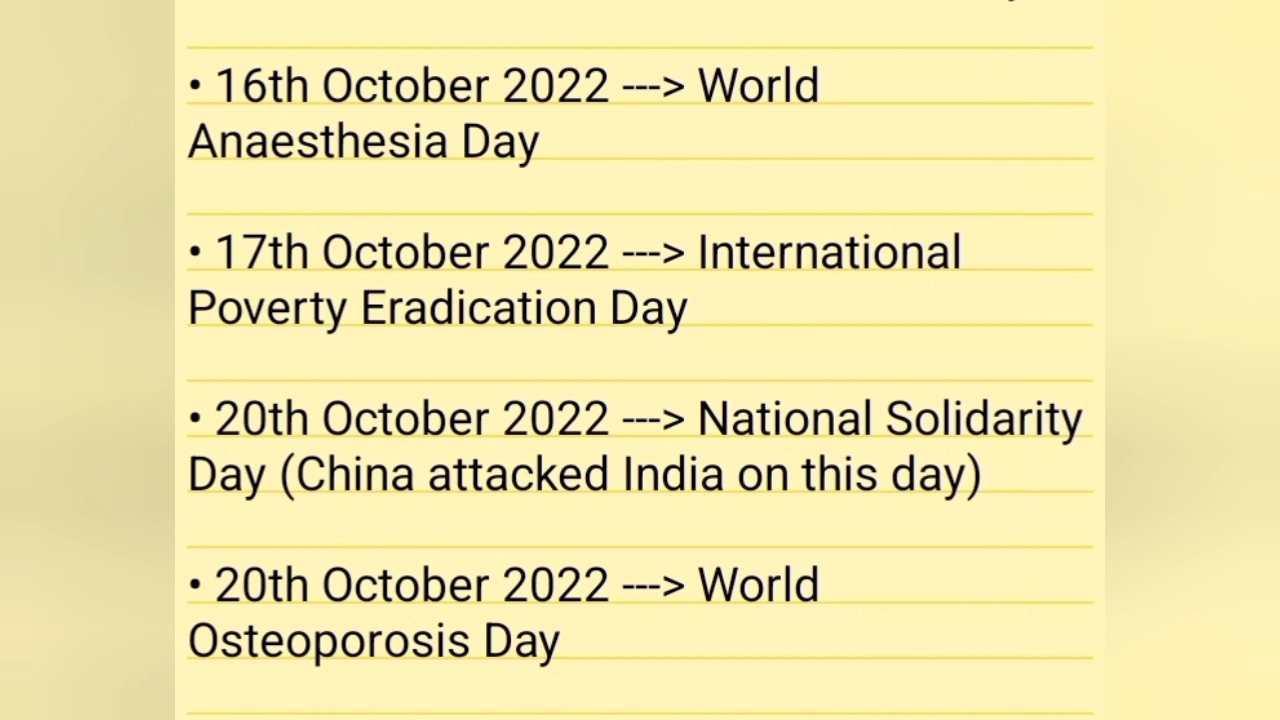 • 16th October 2022 ---> World
Anaesthesia Day
• 17th October 2022 ---> International
Poverty Eradication Day
• 20th October 2022 ---> National Solidarity
Day (China attacked India on this day)
• 20th October 2022 ---> World
Osteoporosis Day